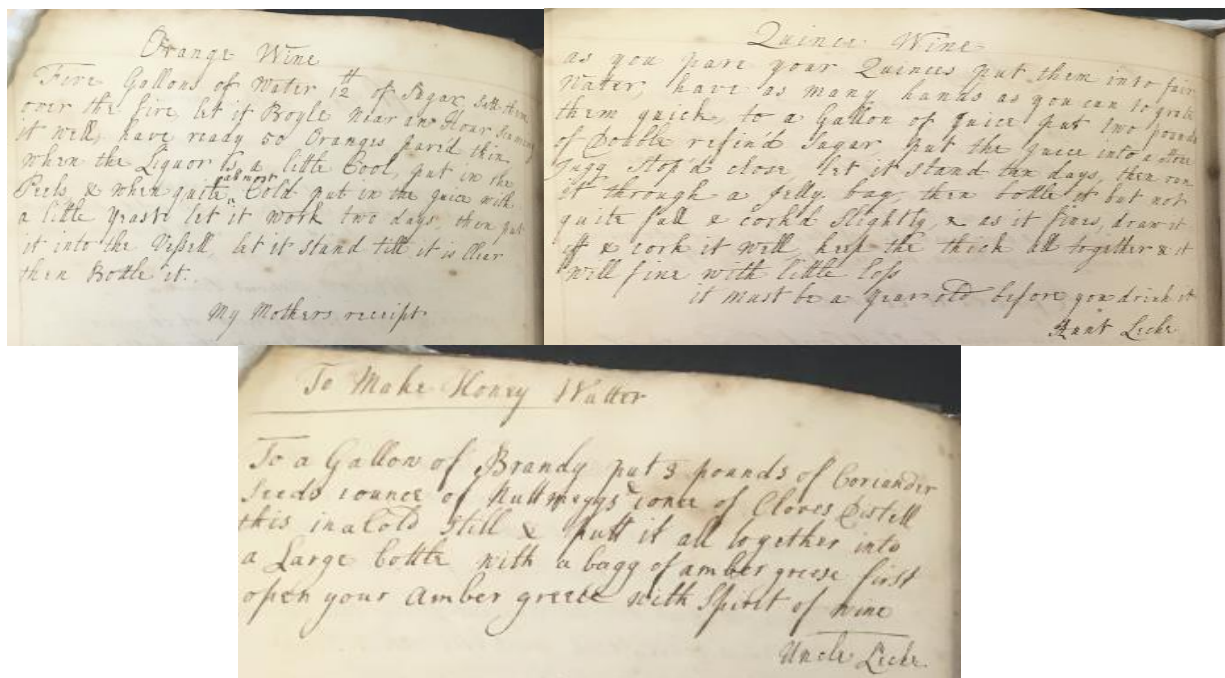 Orange Wine
Five Gallons of Water 12 th of Sugar, sett them
over the fire let it Boyle near an Hour scuming
it well, have ready 50 Oranges pared thin
when the Liquor is a little Cool, put in the
Peels, & when quite almost Cold put in the juice with
a little yeast let it work two days, then put
it into the Vessell, let it stand till it is cleer
then Bottle it.
My Mothers receipt
Quince Wine
as you pare your Quinces put them into fair
Water, have as many hands as you can to grate
them quick, to a Gallon of juice put two pounds
of Dobble refin'd Sugar put the juice into a stone
Jugg stop'd close let it stand ten days, then run
it through a Jelly bag, then bottle it but not
quite full & corkd slightly, & as it fines, draw it
off & cork it well keep the thick all together & it
will fine with little loss
it must be a year old before you drink it
Aunt Leche
To Make Honey Watter
To a Gallon of Brandy put 3 pounds of Coriander
Seeds 1 ounce of Nuttmeggs & 1 once of Cloves Distell
this in a Cold Still & putt it all together into
a Large bottle with a bagg of amber greese first
open your amber greece with Spirit of wine
Uncle Leche.